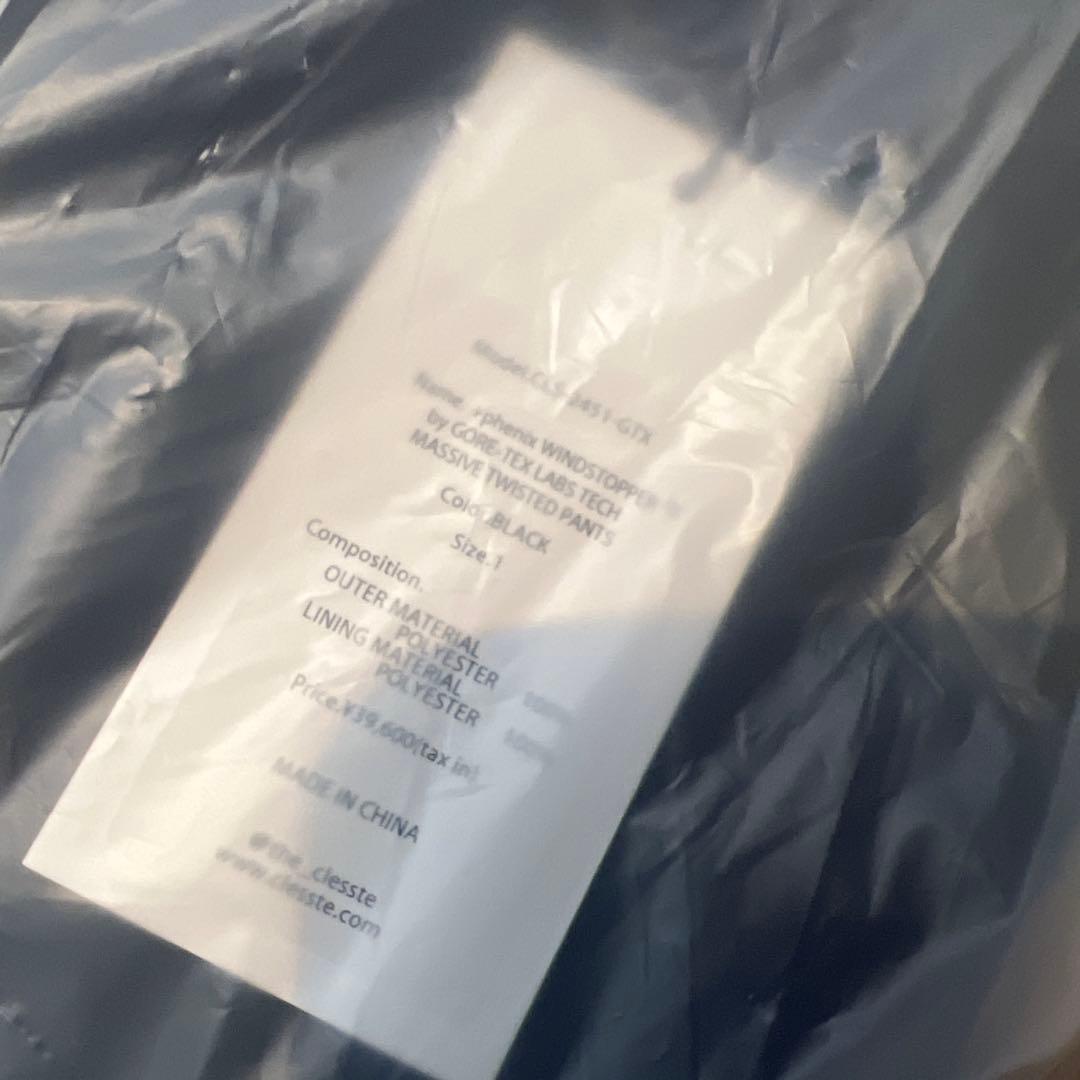 Model. CLS-3451-GTX
Name. +phenix WINDSTOPPER
by GORE-TEX LABS TECH
MASSIVE TWISTED PANTS
Color.BLACK
Size.1
Composition.
OUTER MATERIAL
POLYESTER
LINING MATERIAL
POLYESTER
Price.¥39,600(tax in)
MADE IN CHINA
@the_clesste
www.clesste.com